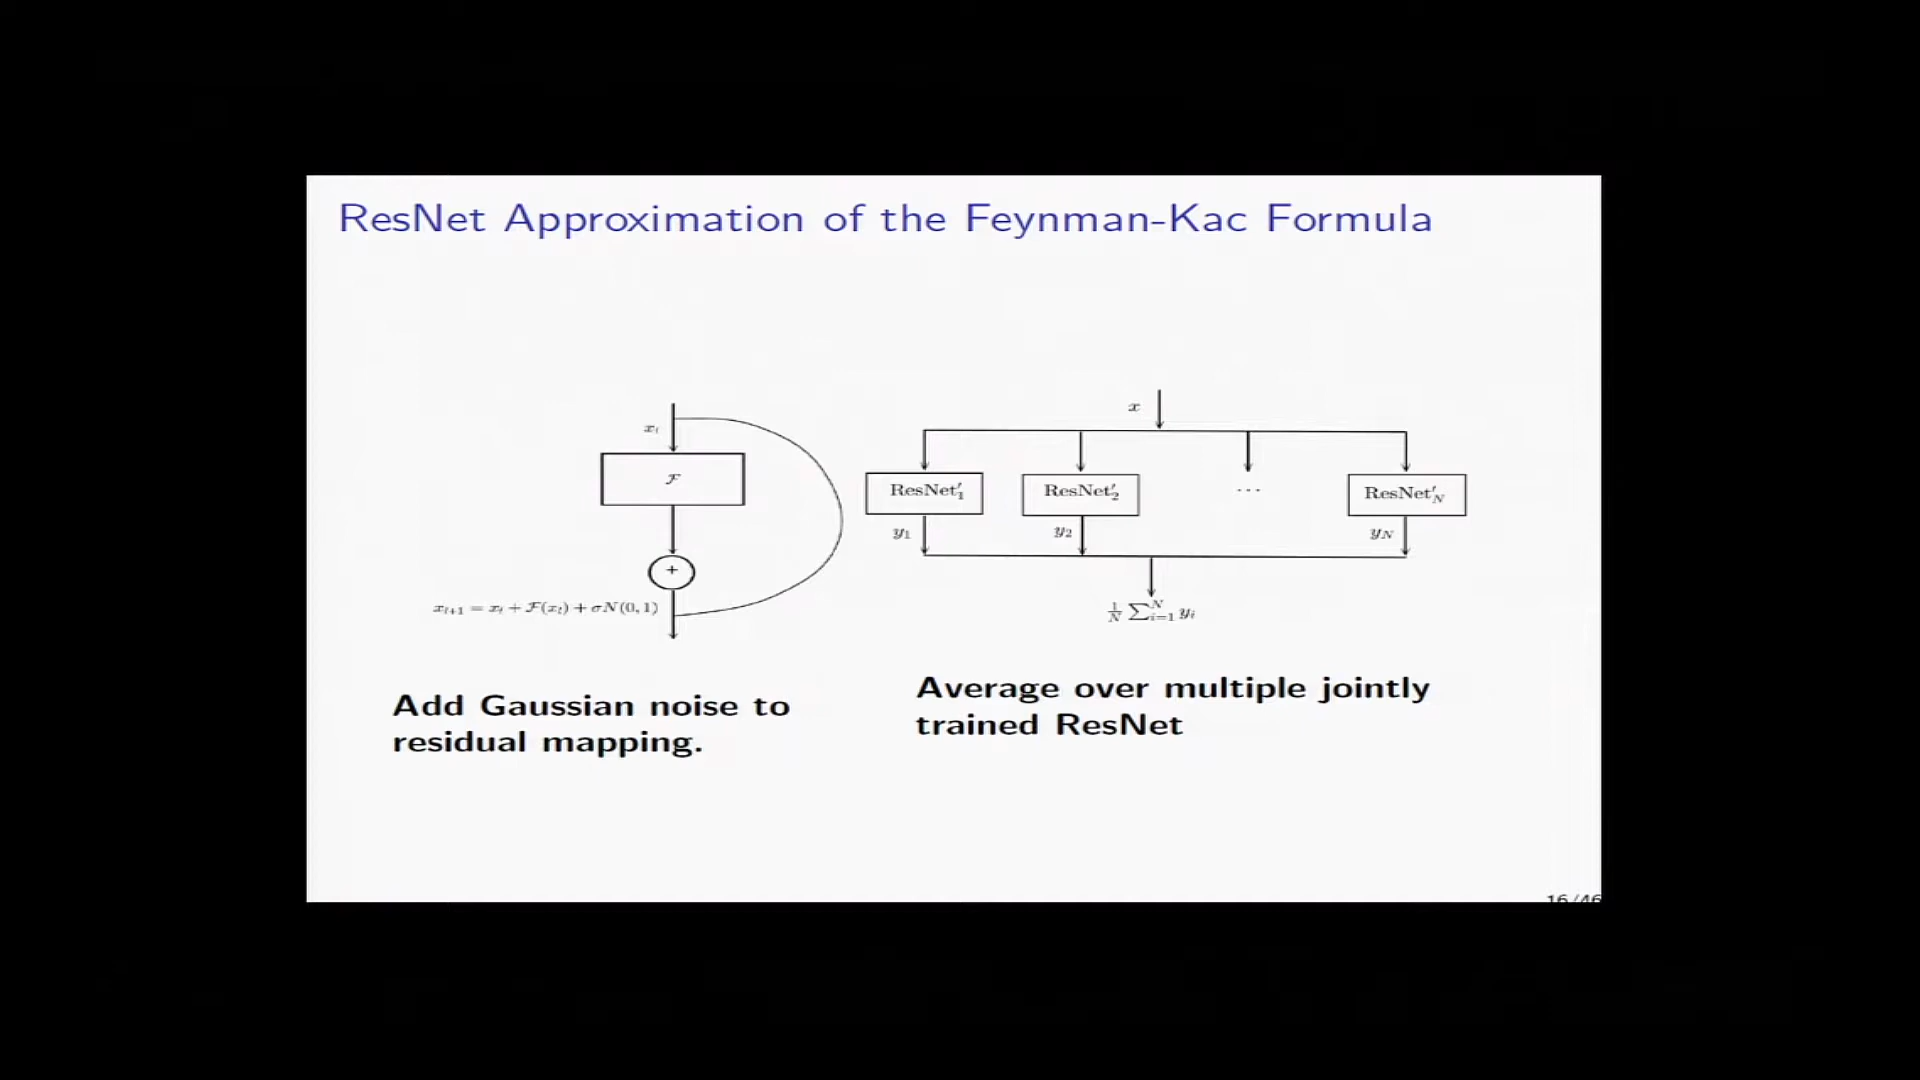 ResNet Approximation of the Feynman-Kac Formula
x_l
𝓕
+
x_{l+1} = x_l + 𝓕(x_l) + σN(0, 1)
Add Gaussian noise to
residual mapping.
x
ResNet′_1
ResNet′_2
...
ResNet′_N
y_1
y_2
y_N
1/N ∑_{i=1}^N y_i
Average over multiple jointly
trained ResNet
16/46